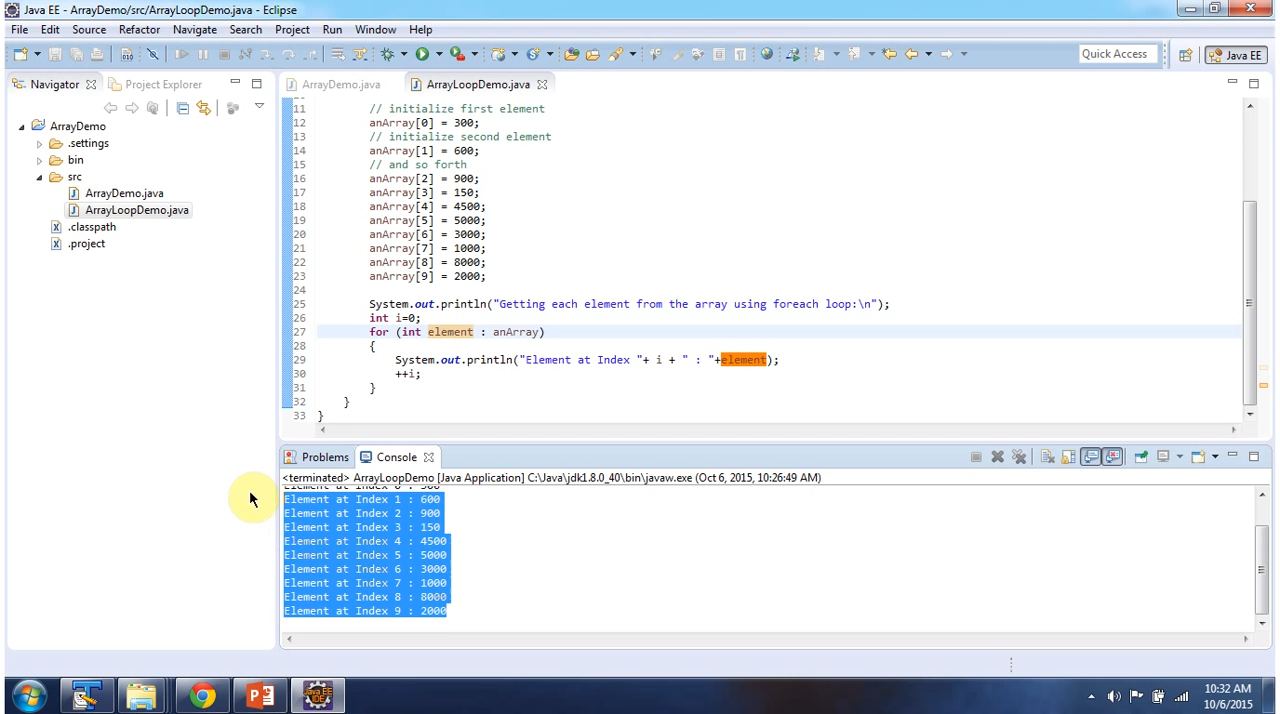 Java EE - ArrayDemo/src/ArrayLoopDemo.java - Eclipse
File Edit Source Refactor Navigate Search Project Run Window Help
Quick Access
Java EE
Navigator
Project Explorer
ArrayDemo
.settings
bin
src
ArrayDemo.java
ArrayLoopDemo.java
.classpath
.project
ArrayDemo.java
ArrayLoopDemo.java
11 // initialize first element
12 anArray[0] = 300;
13 // initialize second element
14 anArray[1] = 600;
15 // and so forth
16 anArray[2] = 900;
17 anArray[3] = 150;
18 anArray[4] = 4500;
19 anArray[5] = 5000;
20 anArray[6] = 3000;
21 anArray[7] = 1000;
22 anArray[8] = 8000;
23 anArray[9] = 2000;
24
25 System.out.println("Getting each element from the array using foreach loop:\n");
26 int i=0;
27 for (int element : anArray)
28 {
29 System.out.println("Element at Index "+ i + " : "+element);
30 ++i;
31 }
32 }
33 }
Problems
Console
<terminated> ArrayLoopDemo [Java Application] C:\Java\jdk1.8.0_40\bin\javaw.exe (Oct 6, 2015, 10:26:49 AM)
Element at Index 0 : 300
Element at Index 1 : 600
Element at Index 2 : 900
Element at Index 3 : 150
Element at Index 4 : 4500
Element at Index 5 : 5000
Element at Index 6 : 3000
Element at Index 7 : 1000
Element at Index 8 : 8000
Element at Index 9 : 2000
Java EE
IDE
10:32 AM
10/6/2015